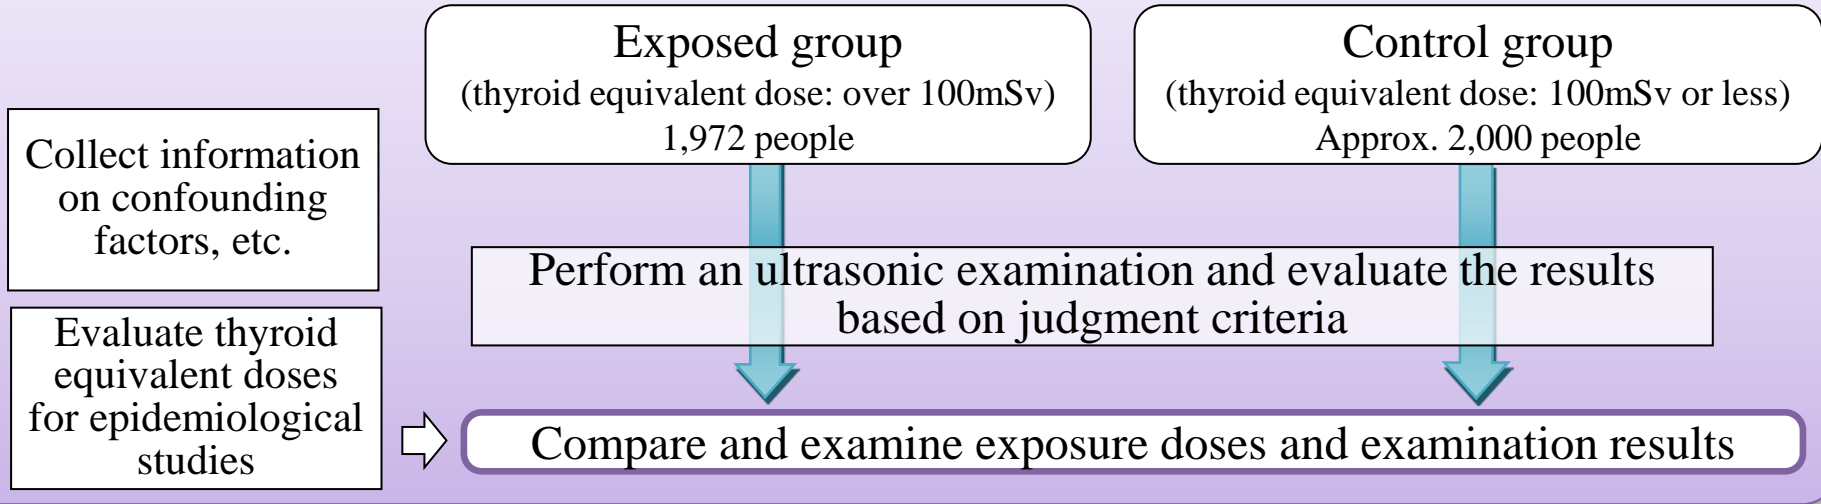 Exposed group
(thyroid equivalent dose: over 100mSv)
1,972 people
Control group
(thyroid equivalent dose: 100mSv or less)
Approx. 2,000 people
Collect information
on confounding
factors, etc.
Perform an ultrasonic examination and evaluate the results
based on judgment criteria
Evaluate thyroid
equivalent doses
for epidemiological
studies
Compare and examine exposure doses and examination results